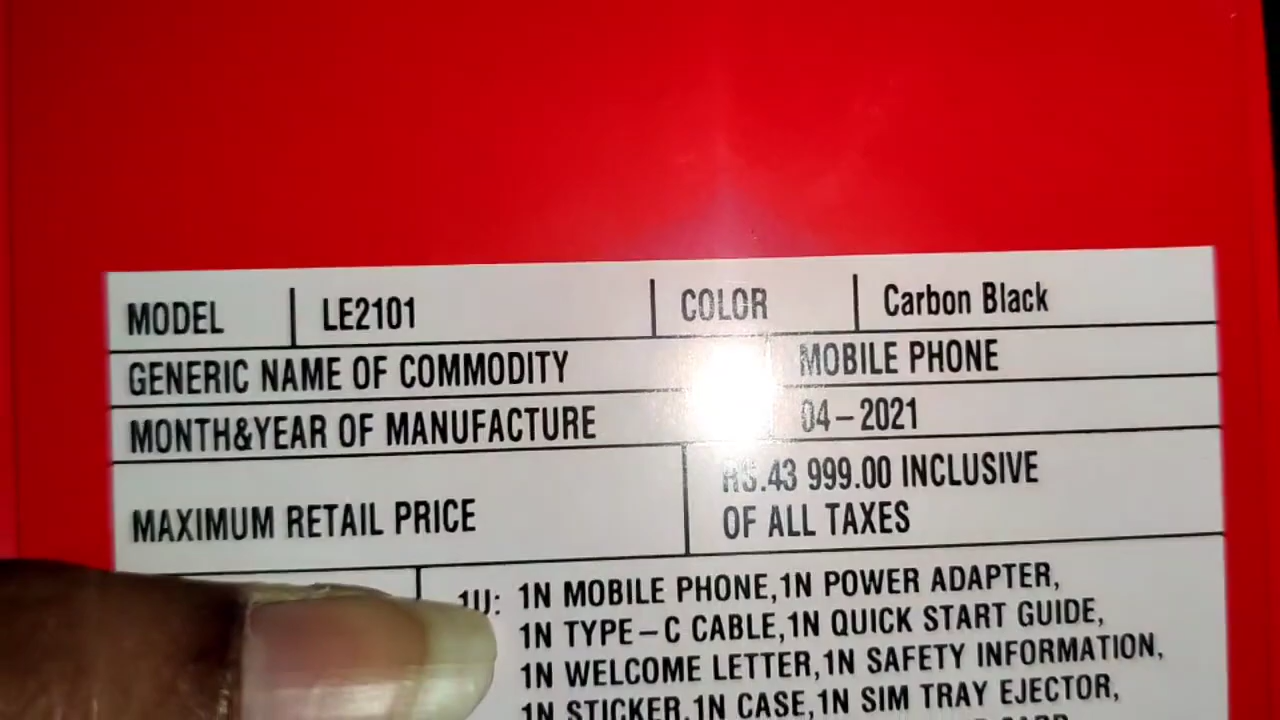 MODEL LE2101 COLOR Carbon Black
GENERIC NAME OF COMMODITY MOBILE PHONE
MONTH&YEAR OF MANUFACTURE 04-2021
MAXIMUM RETAIL PRICE RS.43 999.00 INCLUSIVE
OF ALL TAXES
1U: 1N MOBILE PHONE,1N POWER ADAPTER,
1N TYPE-C CABLE,1N QUICK START GUIDE,
1N WELCOME LETTER,1N SAFETY INFORMATION,
1N STICKER,1N CASE,1N SIM TRAY EJECTOR,